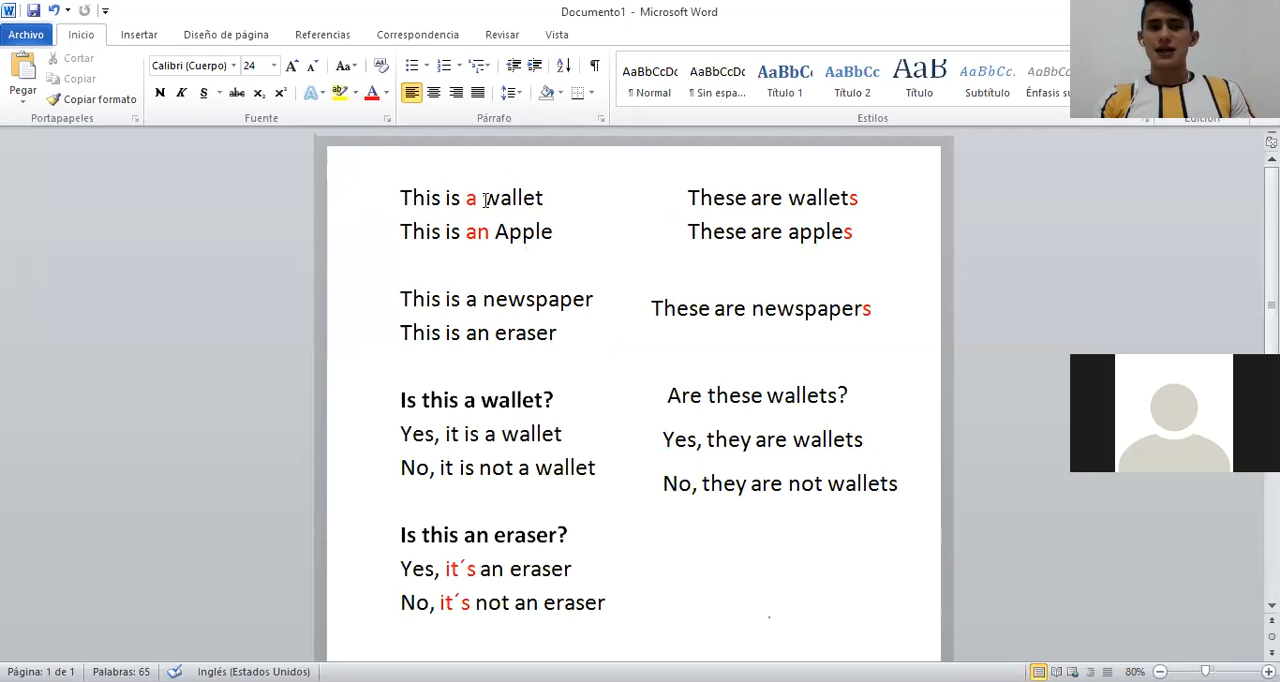 Documento1 - Microsoft Word
Archivo Inicio Insertar Diseño de página Referencias Correspondencia Revisar Vista
Pegar
Cortar
Copiar
Copiar formato
Portapapeles
Calibri (Cuerpo) 24
Fuente
Párrafo
AaBbCcDc AaBbCcDc AaBbC AaBbCc AaB AaBbCc. AaBbCcDc
¶ Normal ¶ Sin espa... Título 1 Título 2 Título Subtítulo Énfasis
Estilos
Edición
This is a wallet
This is an Apple
This is a newspaper
This is an eraser
Is this a wallet?
Yes, it is a wallet
No, it is not a wallet
Is this an eraser?
Yes, it´s an eraser
No, it´s not an eraser
These are wallets
These are apples
These are newspapers
Are these wallets?
Yes, they are wallets
No, they are not wallets
Página: 1 de 1 Palabras: 65 Inglés (Estados Unidos) 80%